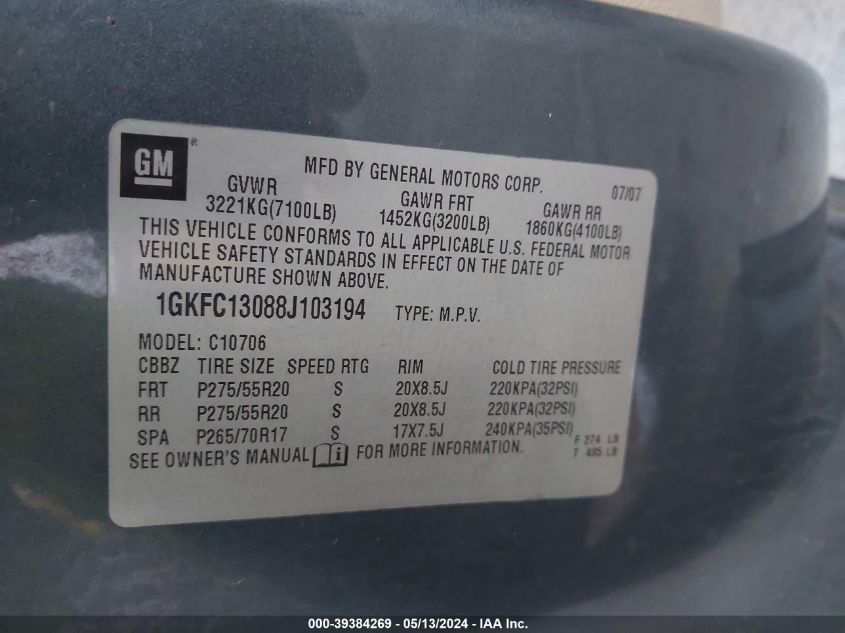 GM ®
MFD BY GENERAL MOTORS CORP. 07/07
GVWR GAWR FRT GAWR RR
3221KG(7100LB) 1452KG(3200LB) 1860KG(4100LB)
THIS VEHICLE CONFORMS TO ALL APPLICABLE U.S. FEDERAL MOTOR
VEHICLE SAFETY STANDARDS IN EFFECT ON THE DATE OF
MANUFACTURE SHOWN ABOVE.
1GKFC13088J103194 TYPE: M.P.V.
MODEL: C10706
CBBZ TIRE SIZE SPEED RTG RIM COLD TIRE PRESSURE
FRT P275/55R20 S 20X8.5J 220KPA(32PSI)
RR P275/55R20 S 20X8.5J 220KPA(32PSI)
SPA P265/70R17 S 17X7.5J 240KPA(35PSI)
F 274 LB
SEE OWNER'S MANUAL i FOR MORE INFORMATION.
T 485 LB
000-39384269 - 05/13/2024 - IAA Inc.